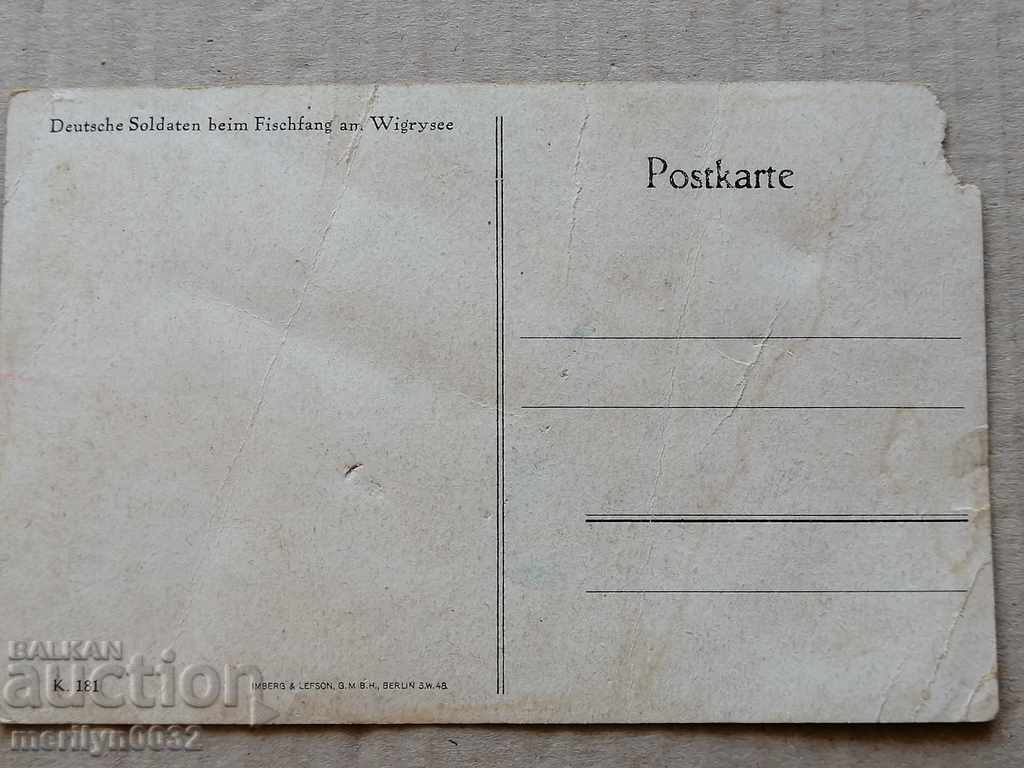 Deutsche Soldaten beim Fischfang am Wigrysee
Postkarte
K. 181
IMBERG & LEFSON, G.M.B.H., BERLIN S.W.48.
BALKAN
auction
merilyn0032